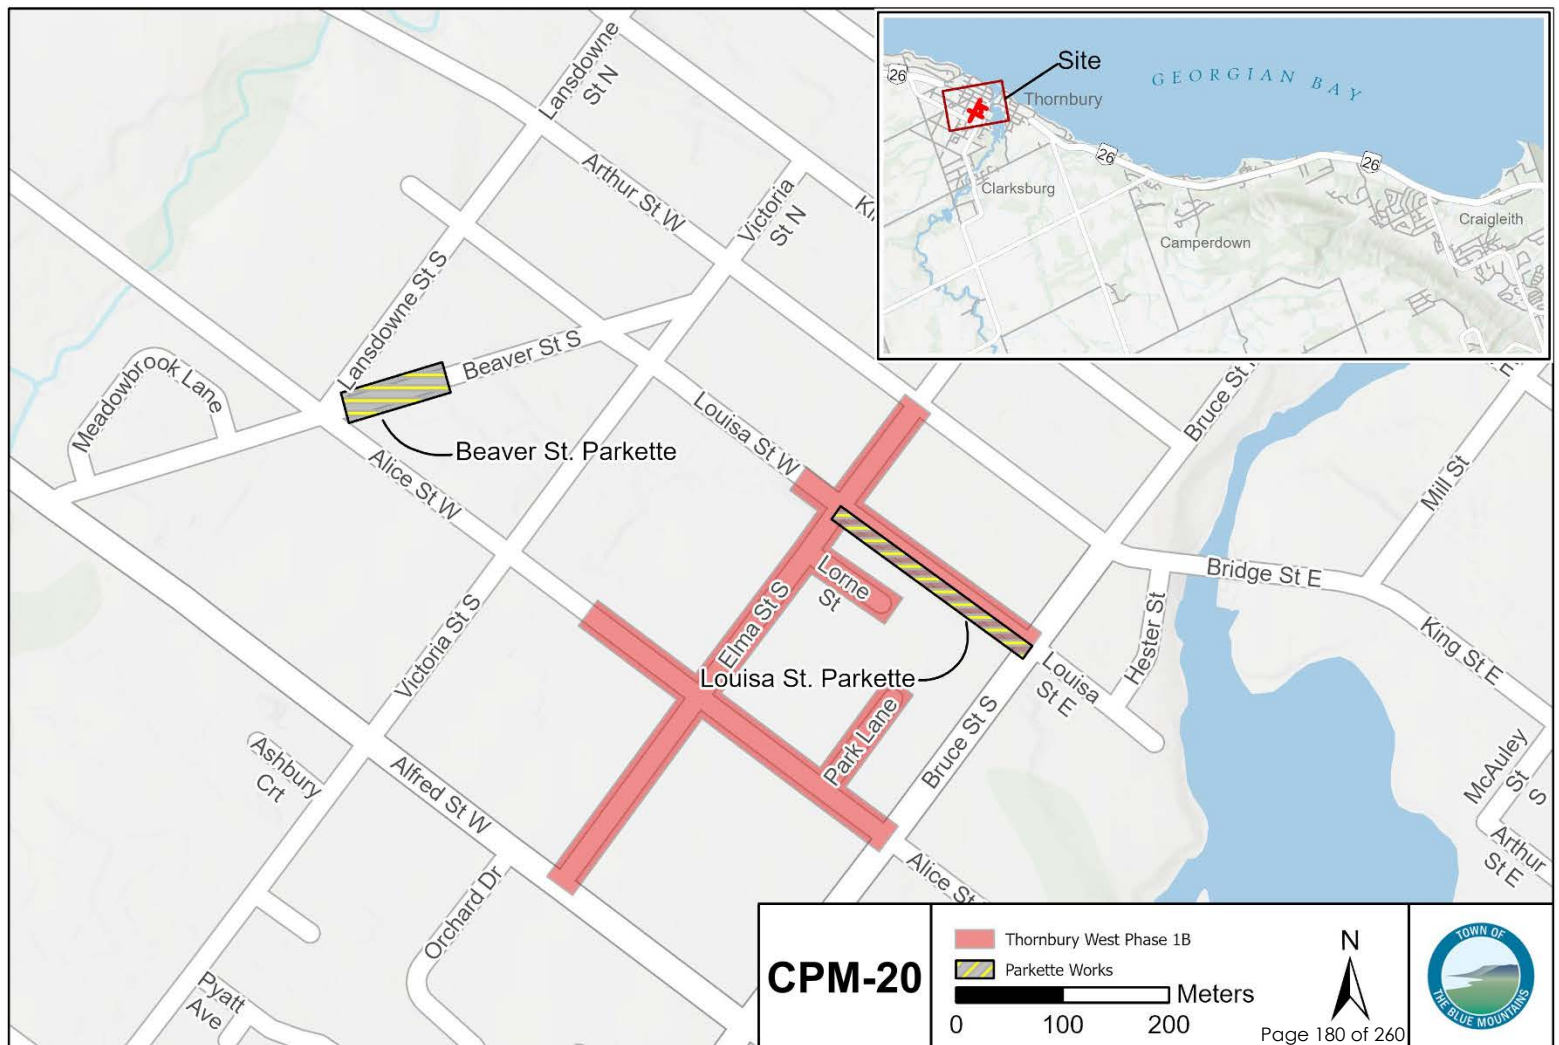 Lansdowne
St N
Arthur St W
Victoria
St N
Ki
Site
GEORGIAN BAY
26
Thornbury
26
26
Clarksburg
Craigleith
Camperdown
Lansdowne St S
Beaver St S
Meadowbrook Lane
Beaver St. Parkette
Louisa St W
Bruce St
Alice St W
Mill St
Lorne
St
Bridge St E
Elma St S
Hester St
King St E
Victoria St S
Louisa St. Parkette
Louisa
St E
Park Lane
Bruce St S
Ashbury
Crt
Alfred St W
McAuley
St S
Arthur
St E
Alice St
Orchard Dr
Pyatt
Ave
CPM-20
Thornbury West Phase 1B
Parkette Works
Meters
0 100 200
N
Page 180 of 260
TOWN OF
THE BLUE MOUNTAINS